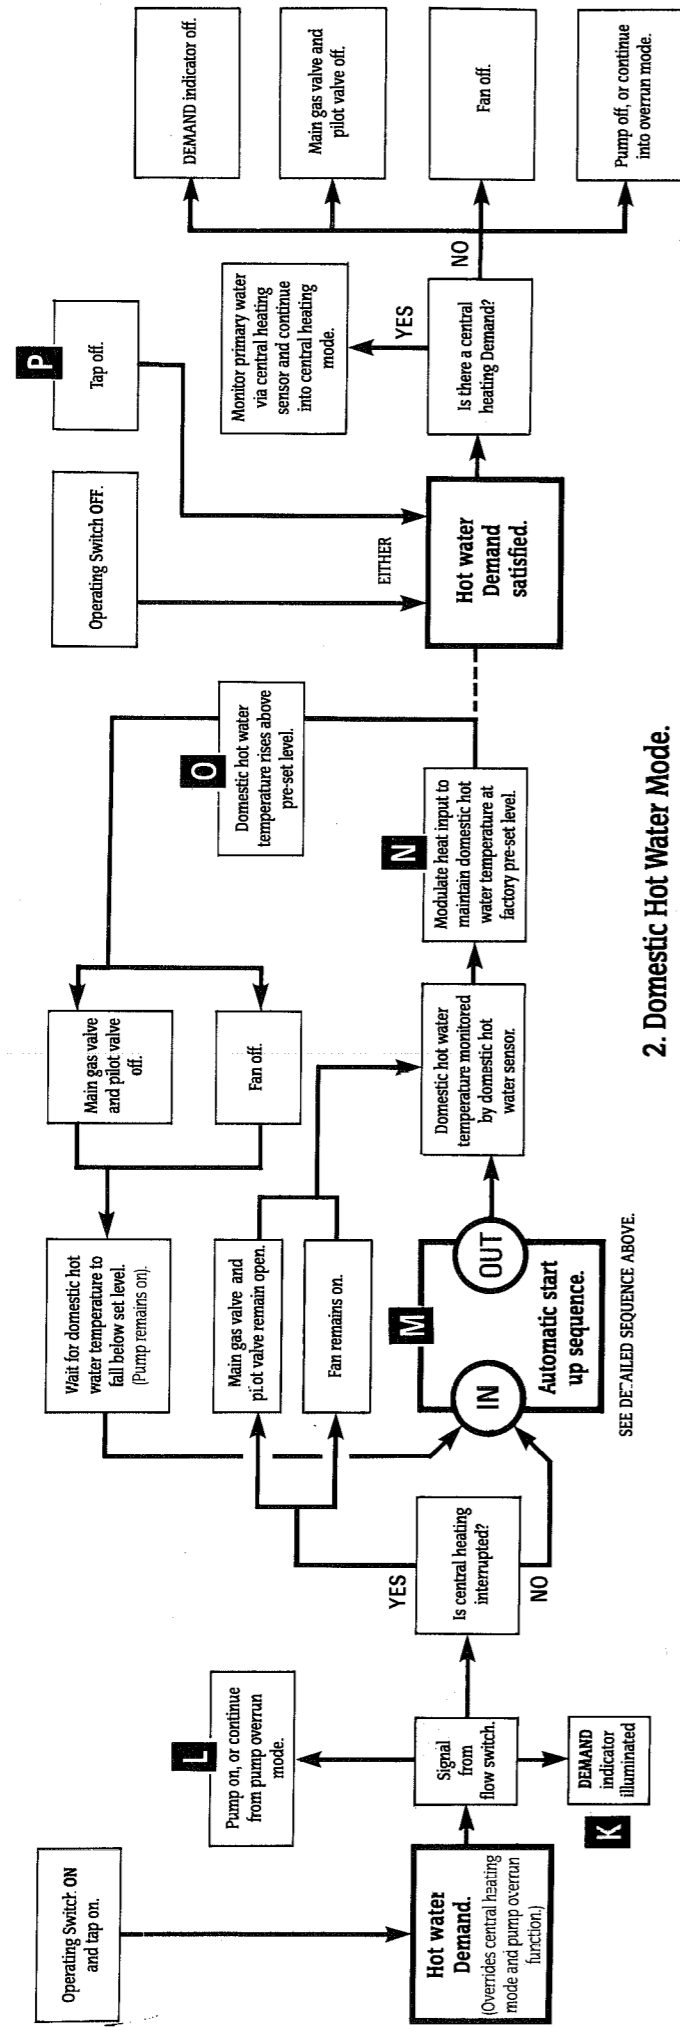 Operating Switch ON
and tap on.
Hot water
Demand.
(Overrides central heating
mode and pump overrun
function.)
L
Pump on, or continue
from pump overrun
mode.
Signal
from
flow switch.
K
DEMAND
indicator
illuminated
Is central heating
interrupted?
YES
NO
Wait for domestic hot
water temperature to
fall below set level.
(Pump remains on).
Main gas valve and
pilot valve remain open.
Fan remains on.
M
IN
OUT
Automatic start
up sequence.
SEE DETAILED SEQUENCE ABOVE.
Main gas valve
and pilot valve
off.
Fan off.
Domestic hot water
temperature monitored
by domestic hot
water sensor.
N
Modulate heat input to
maintain domestic hot
water temperature at
factory pre-set level.
O
Domestic hot water
temperature rises above
pre-set level.
Operating Switch OFF.
P
Tap off.
EITHER
Hot water
Demand
satisfied.
Is there a central
heating Demand?
YES
NO
Monitor primary water
via central heating
sensor and continue
into central heating
mode.
DEMAND indicator off.
Main gas valve and
pilot valve off.
Fan off.
Pump off, or continue
into overrun mode.
2. Domestic Hot Water Mode.